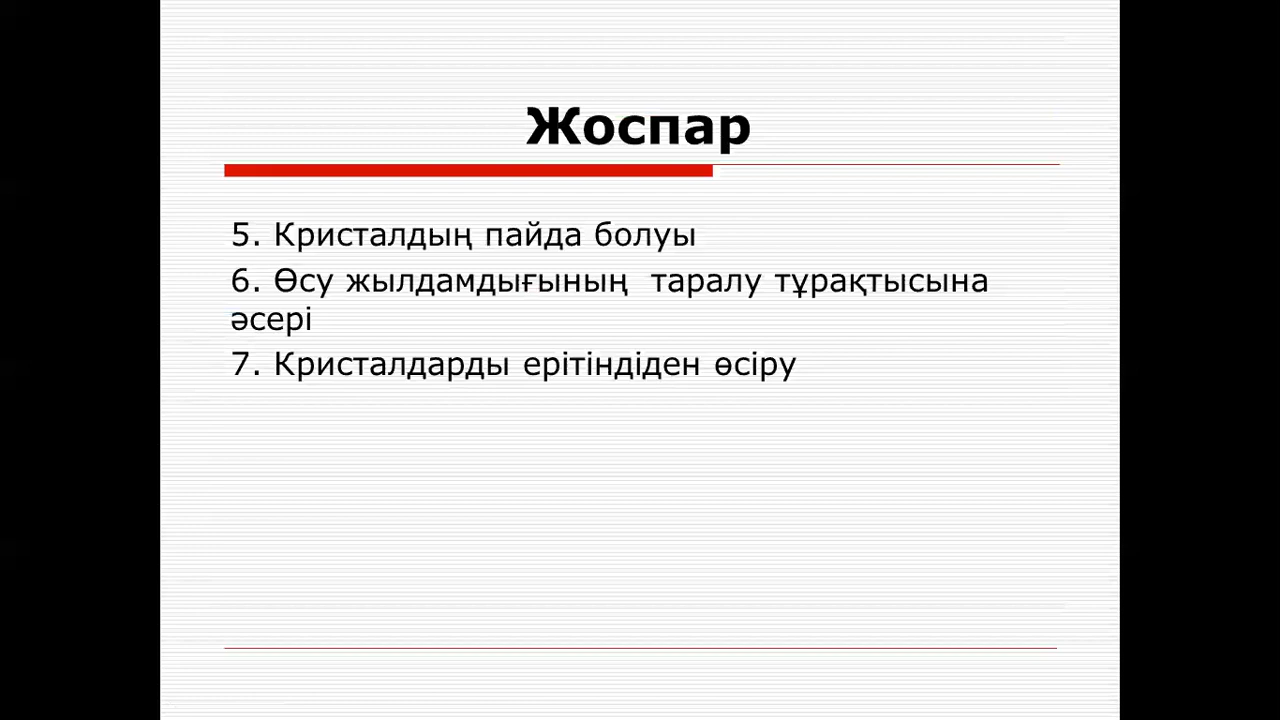 Жоспар
5. Кристалдың пайда болуы
6. Өсу жылдамдығының таралу тұрақтысына
әсері
7. Кристалдарды ерітіндіден өсіру